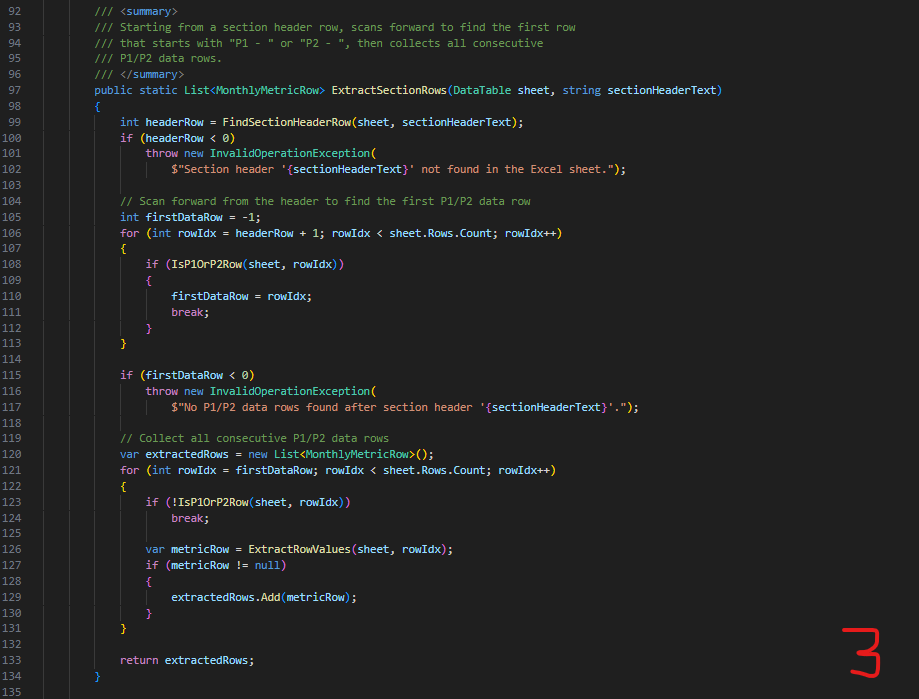 92 /// <summary>
93 /// Starting from a section header row, scans forward to find the first row
94 /// that starts with "P1 - " or "P2 - ", then collects all consecutive
95 /// P1/P2 data rows.
96 /// </summary>
97 public static List<MonthlyMetricRow> ExtractSectionRows(DataTable sheet, string sectionHeaderText)
98 {
99     int headerRow = FindSectionHeaderRow(sheet, sectionHeaderText);
100     if (headerRow < 0)
101         throw new InvalidOperationException(
102             $"Section header '{sectionHeaderText}' not found in the Excel sheet.");
103
104     // Scan forward from the header to find the first P1/P2 data row
105     int firstDataRow = -1;
106     for (int rowIdx = headerRow + 1; rowIdx < sheet.Rows.Count; rowIdx++)
107     {
108         if (IsP1OrP2Row(sheet, rowIdx))
109         {
110             firstDataRow = rowIdx;
111             break;
112         }
113     }
114
115     if (firstDataRow < 0)
116         throw new InvalidOperationException(
117             $"No P1/P2 data rows found after section header '{sectionHeaderText}'.");
118
119     // Collect all consecutive P1/P2 data rows
120     var extractedRows = new List<MonthlyMetricRow>();
121     for (int rowIdx = firstDataRow; rowIdx < sheet.Rows.Count; rowIdx++)
122     {
123         if (!IsP1OrP2Row(sheet, rowIdx))
124             break;
125
126         var metricRow = ExtractRowValues(sheet, rowIdx);
127         if (metricRow != null)
128         {
129             extractedRows.Add(metricRow);
130         }
131     }
132
133     return extractedRows;
134 }
135
3